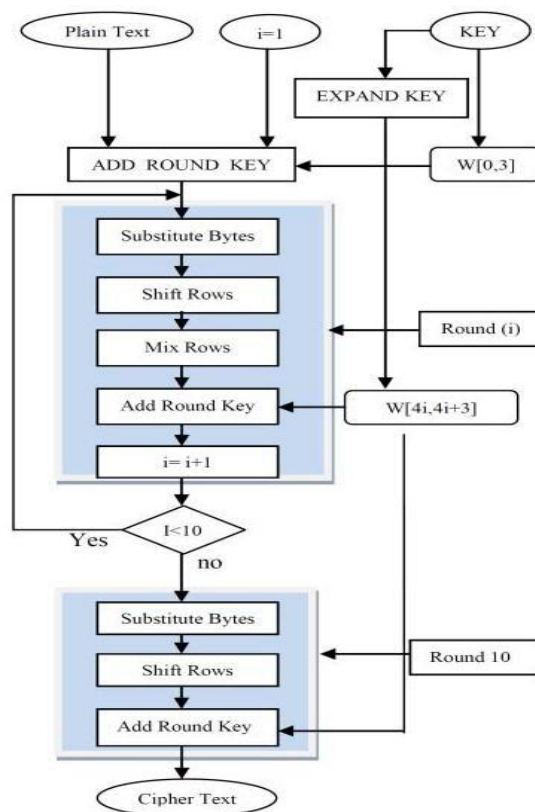 Plain Text
i=1
KEY
EXPAND KEY
ADD ROUND KEY
W[0,3]
Substitute Bytes
Shift Rows
Mix Rows
Round (i)
Add Round Key
W[4i,4i+3]
i= i+1
I<10
Yes
no
Substitute Bytes
Shift Rows
Round 10
Add Round Key
Cipher Text